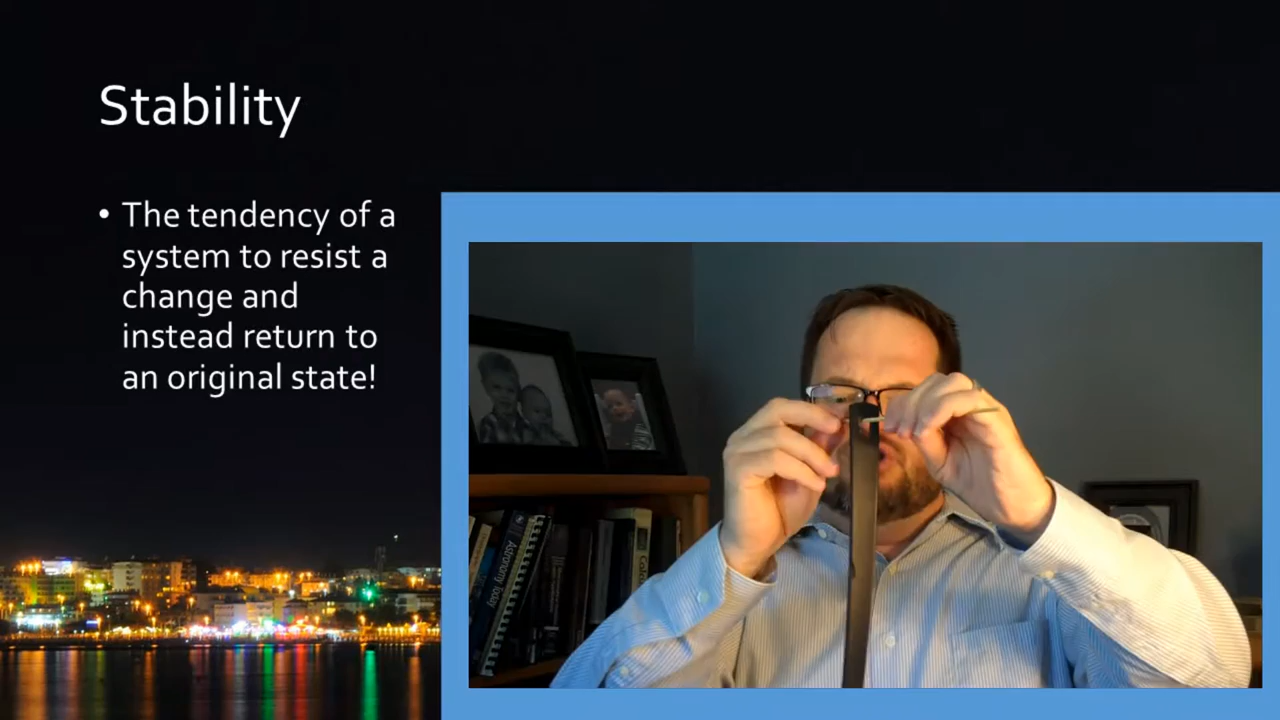 Stability
• The tendency of a
system to resist a
change and
instead return to
an original state!
Astronomy Today